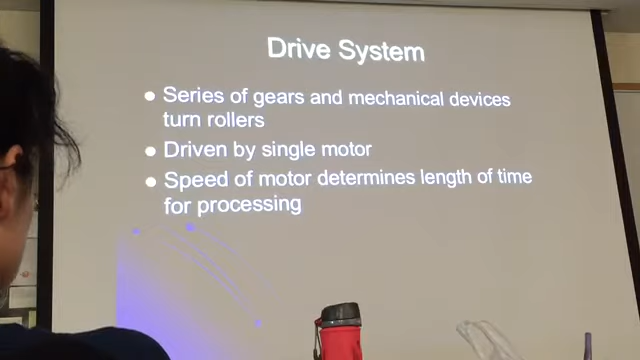 Drive System
● Series of gears and mechanical devices
turn rollers
● Driven by single motor
● Speed of motor determines length of time
for processing